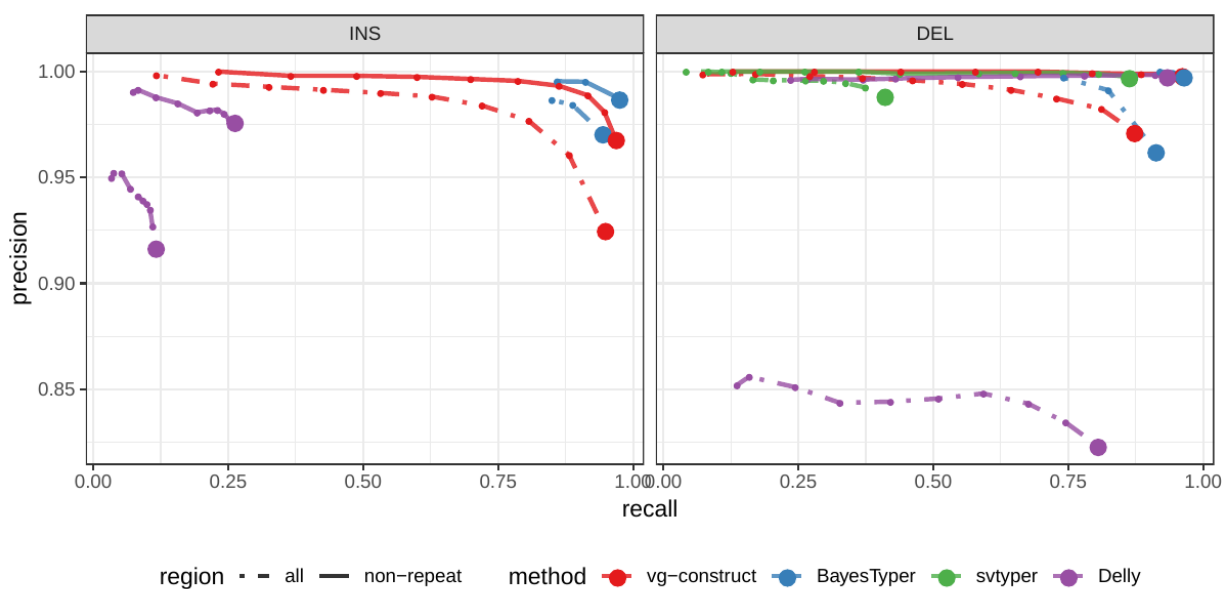 INS DEL
1.00
0.95
0.90
0.85
precision
0.00 0.25 0.50 0.75 1.00 0.00 0.25 0.50 0.75 1.00
recall
region all non−repeat method vg−construct BayesTyper svtyper Delly